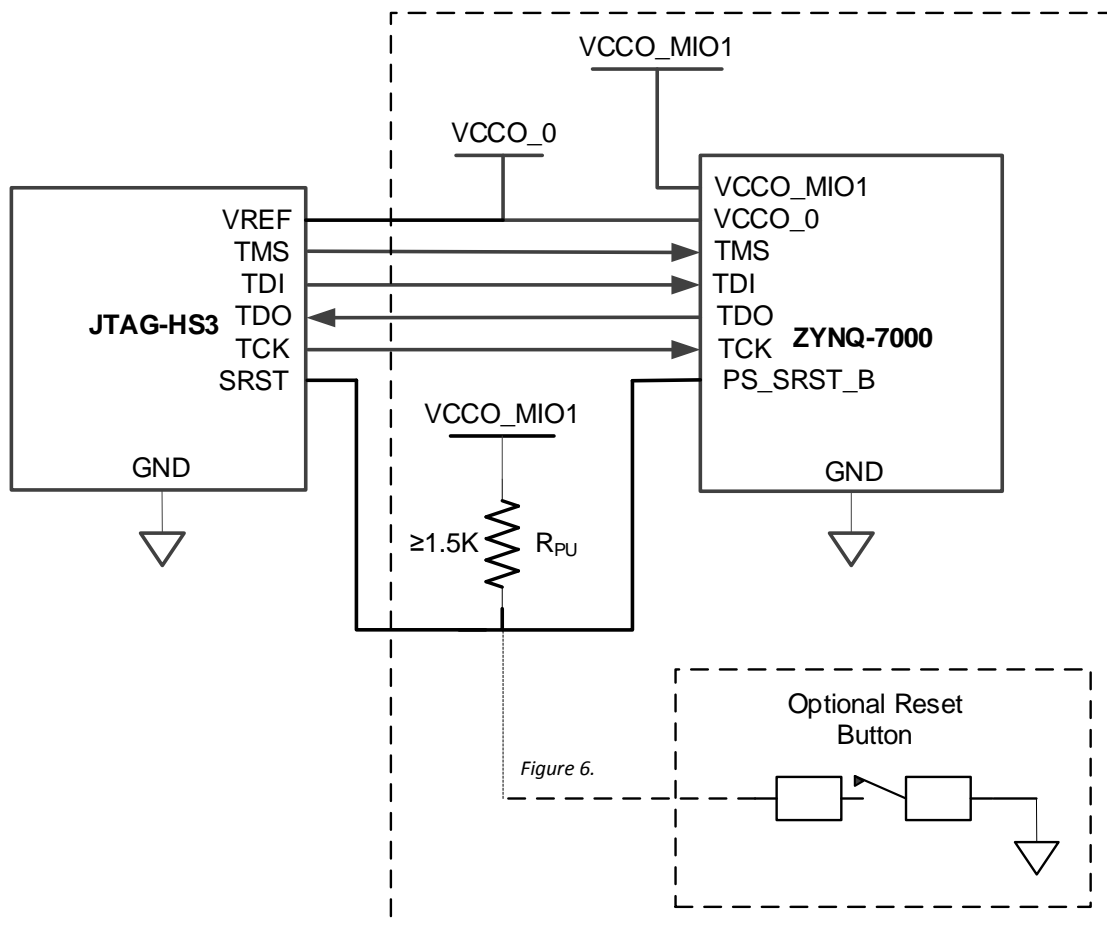 VCCO_MIO1
VCCO_0
VREF
TMS
TDI
TDO
TCK
SRST
JTAG-HS3
GND
VCCO_MIO1
VCCO_0
TMS
TDI
TDO
TCK
PS_SRST_B
ZYNQ-7000
GND
VCCO_MIO1
≥1.5K
RPU
Optional Reset
Button
Figure 6.